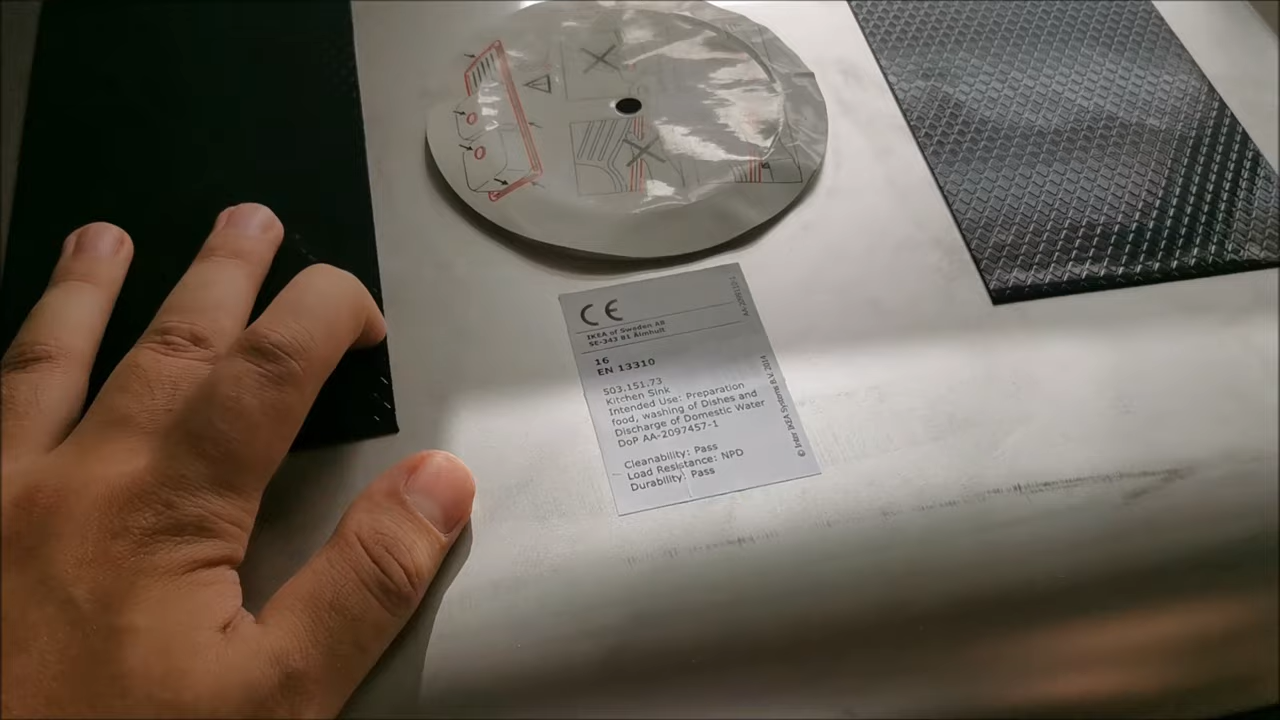 CE
IKEA of Sweden AB
SE-343 81 Älmhult
16
EN 13310
503.151.73
Kitchen Sink
Intended Use: Preparation
food, washing of Dishes and
Discharge of Domestic Water
DoP AA-2097457-1
Cleanability: Pass
Load Resistance: NPD
Durability: Pass
© Inter IKEA Systems B.V. 2014